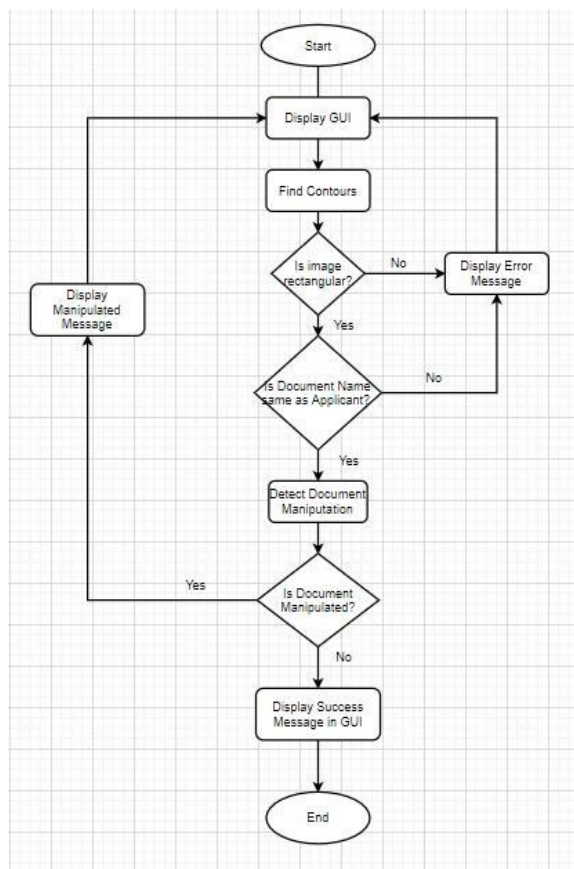 Start
Display GUI
Find Contours
Is image
rectangular?
No
Display Error
Message
Display
Manipulated
Message
Yes
Is Document Name
same as Applicant?
No
Yes
Detect Document
Maniputation
Yes
Is Document
Manipulated?
No
Display Success
Message in GUI
End